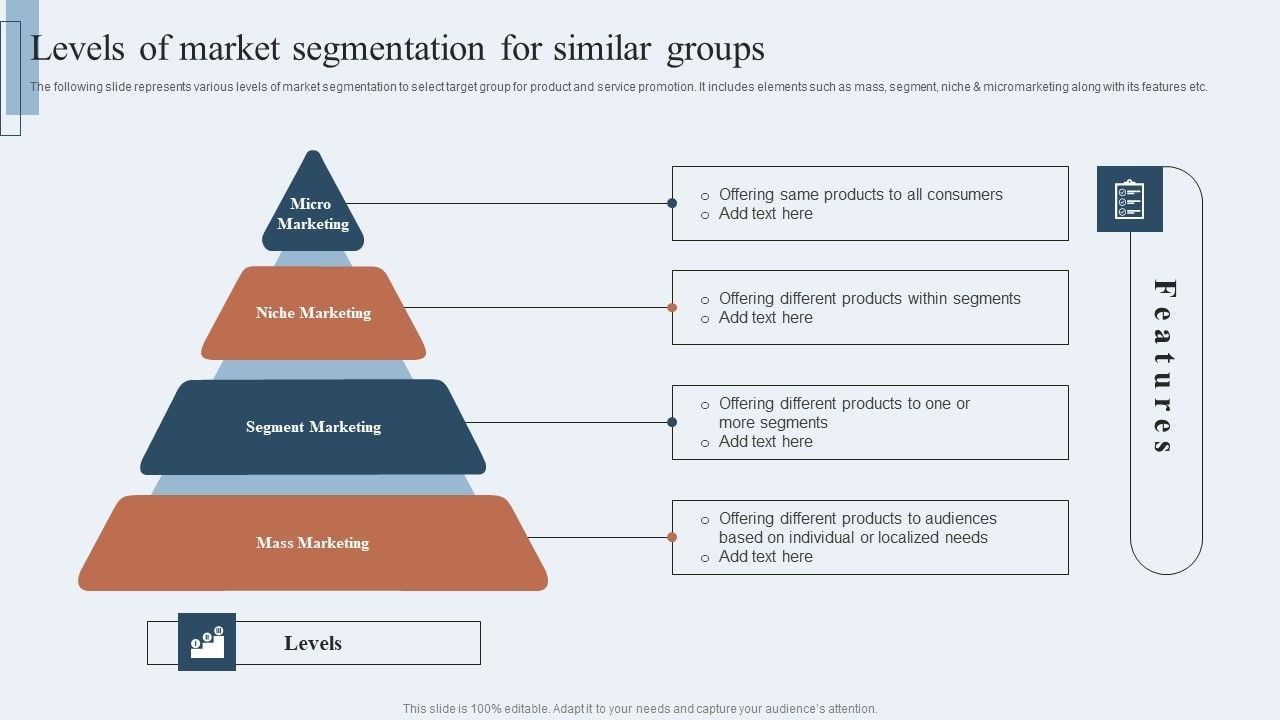 Levels of market segmentation for similar groups
The following slide represents various levels of market segmentation to select target group for product and service promotion. It includes elements such as mass, segment, niche & micromarketing along with its features etc.
Micro
Marketing
Offering same products to all consumers
Add text here
Niche Marketing
Offering different products within segments
Add text here
Segment Marketing
Offering different products to one or
more segments
Add text here
Mass Marketing
Offering different products to audiences
based on individual or localized needs
Add text here
Features
Levels
This slide is 100% editable. Adapt it to your needs and capture your audience's attention.